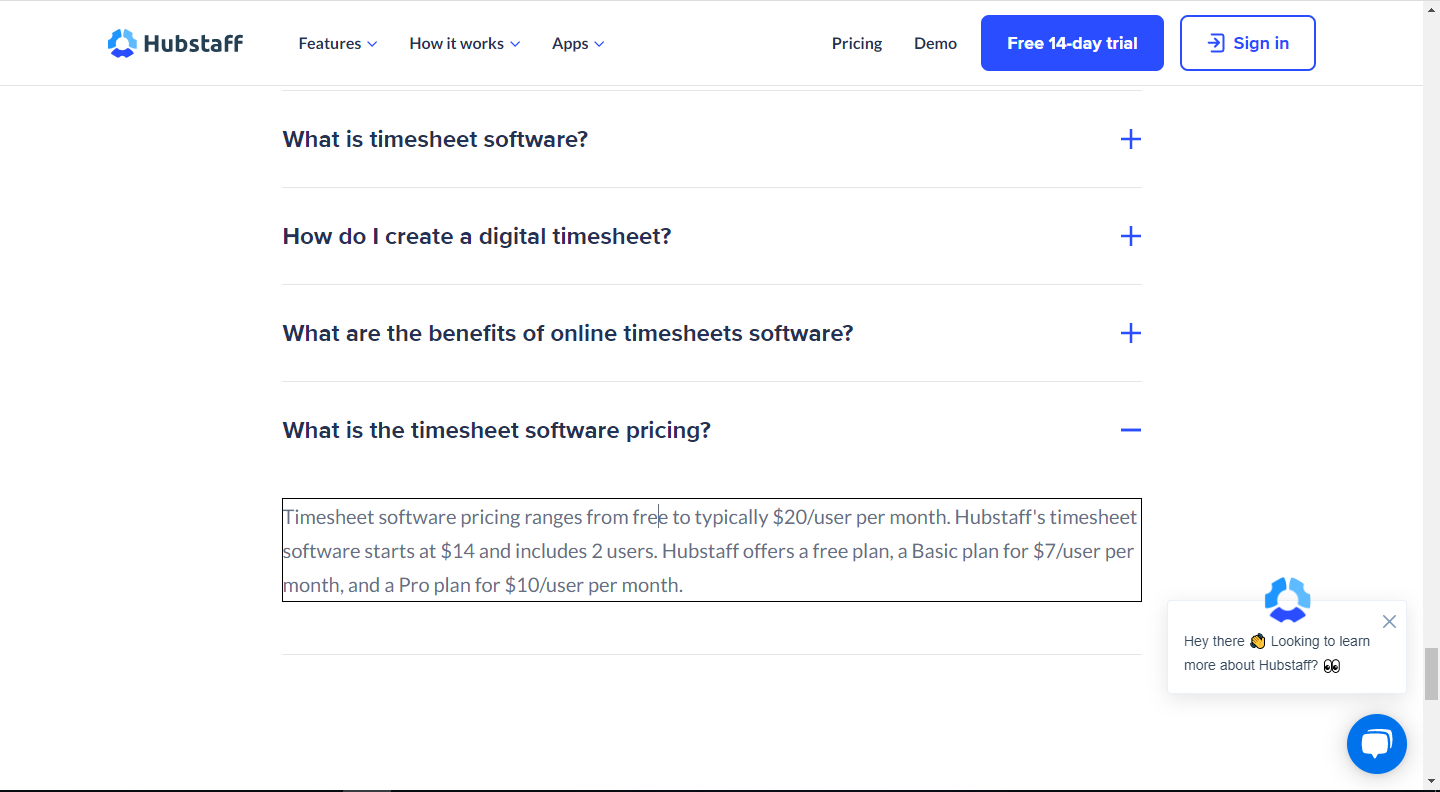 Hubstaff
Features
How it works
Apps
Pricing
Demo
Free 14-day trial
Sign in
What is timesheet software?
How do I create a digital timesheet?
What are the benefits of online timesheets software?
What is the timesheet software pricing?
Timesheet software pricing ranges from free to typically $20/user per month. Hubstaff's timesheet
software starts at $14 and includes 2 users. Hubstaff offers a free plan, a Basic plan for $7/user per
month, and a Pro plan for $10/user per month.
Hey there 👏 Looking to learn
more about Hubstaff? 👀